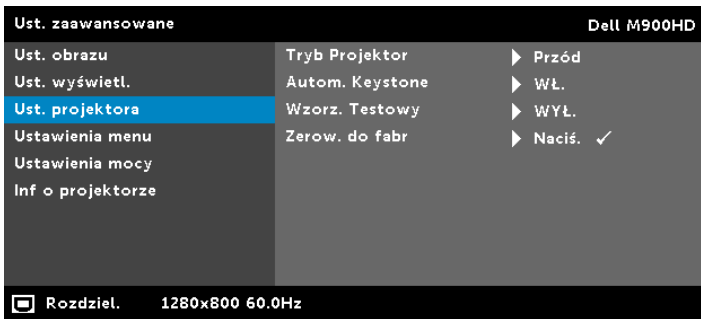 Ust. zaawansowane Dell M900HD
Ust. obrazu Tryb Projektor Przód
Ust. wyświetl. Autom. Keystone WŁ.
Ust. projektora Wzorz. Testowy WYŁ.
Ustawienia menu Zerow. do fabr Naciś. ✓
Ustawienia mocy
Inf o projektorze
Rozdziel. 1280x800 60.0Hz